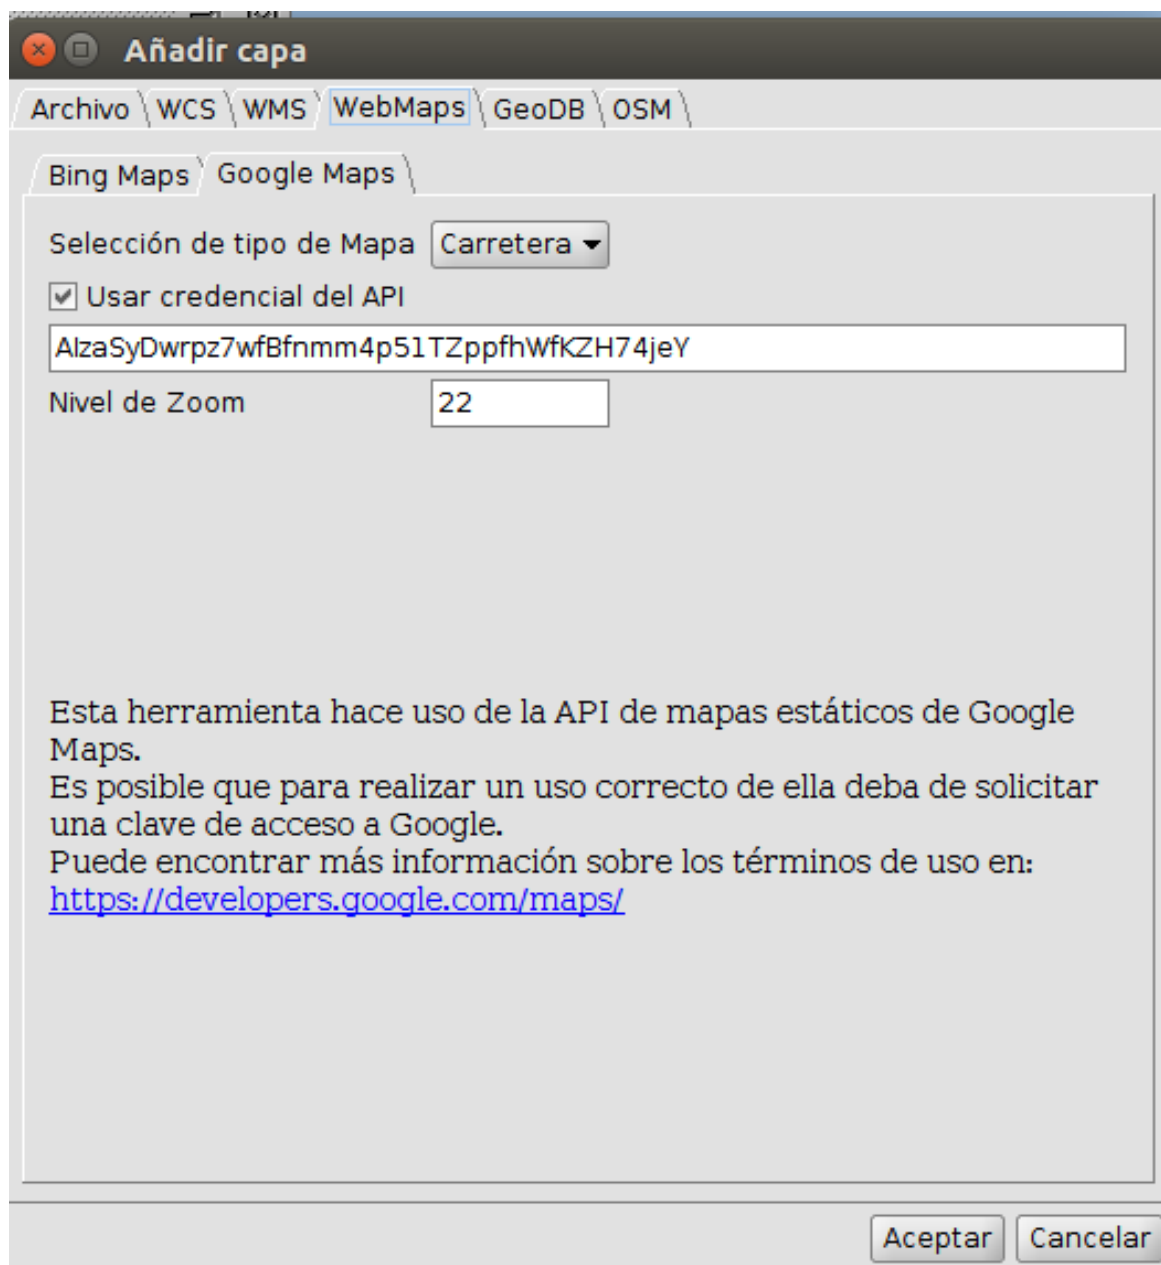 Añadir capa
Archivo WCS WMS WebMaps GeoDB OSM
Bing Maps Google Maps
Selección de tipo de Mapa Carretera
Usar credencial del API
AIzaSyDwrpz7wfBfnmm4p51TZppfhWfKZH74jeY
Nivel de Zoom 22
Esta herramienta hace uso de la API de mapas estáticos de Google
Maps.
Es posible que para realizar un uso correcto de ella deba de solicitar
una clave de acceso a Google.
Puede encontrar más información sobre los términos de uso en:
https://developers.google.com/maps/
Aceptar Cancelar